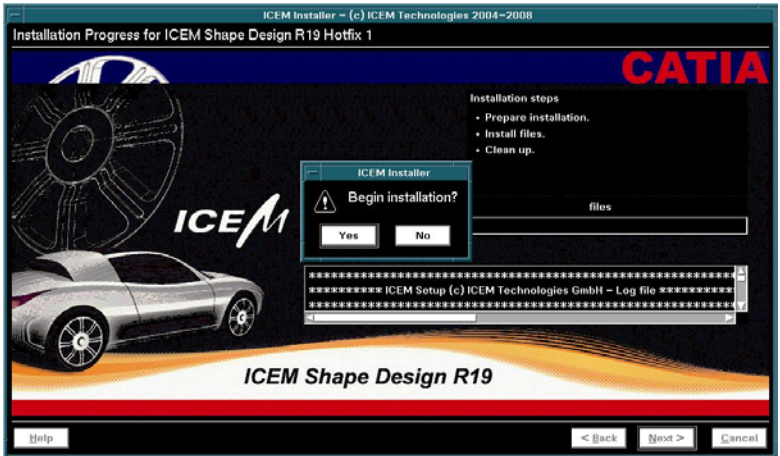 ICEM Installer – (c) ICEM Technologies 2004–2008
Installation Progress for ICEM Shape Design R19 Hotfix 1
CATIA
Installation steps
• Prepare installation.
• Install files.
• Clean up.
ICEM Installer
Begin installation?
Yes
No
files
ICEM
****************************************************
********** ICEM Setup (c) ICEM Technologies GmbH – Log file **********
****************************************************
ICEM Shape Design R19
Help
< Back
Next >
Cancel